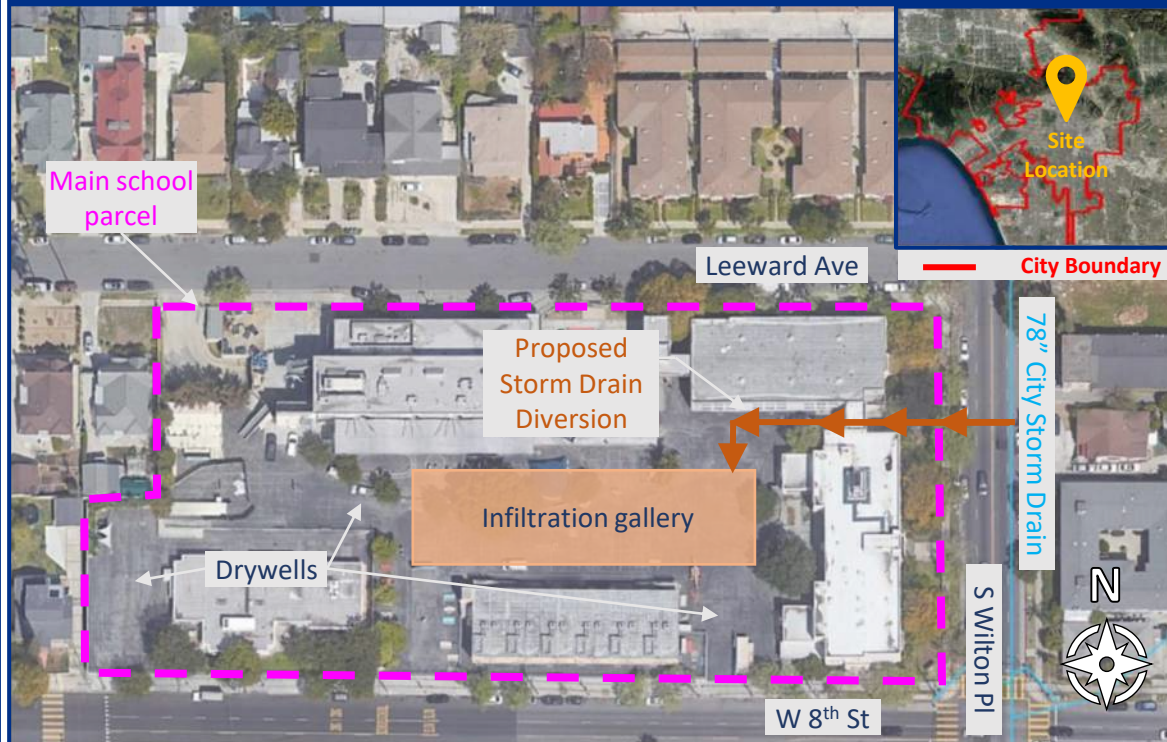 Main school
parcel
Site
Location
Leeward Ave
City Boundary
Proposed
Storm Drain
Diversion
78” City Storm Drain
Infiltration gallery
Drywells
S Wilton Pl
N
W 8th St